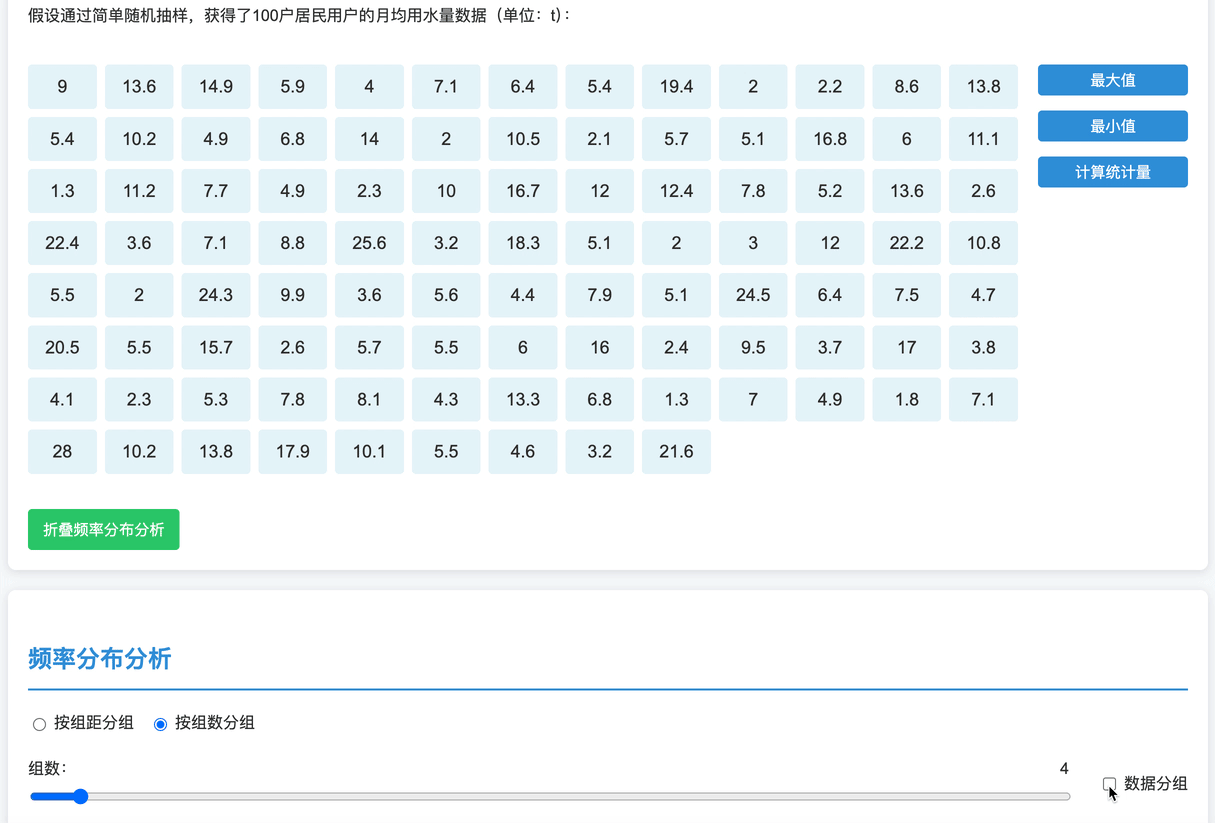 假设通过简单随机抽样，获得了100户居民用户的月均用水量数据（单位：t）：
9 13.6 14.9 5.9 4 7.1 6.4 5.4 19.4 2 2.2 8.6 13.8 最大值
5.4 10.2 4.9 6.8 14 2 10.5 2.1 5.7 5.1 16.8 6 11.1 最小值
1.3 11.2 7.7 4.9 2.3 10 16.7 12 12.4 7.8 5.2 13.6 2.6 计算统计量
22.4 3.6 7.1 8.8 25.6 3.2 18.3 5.1 2 3 12 22.2 10.8
5.5 2 24.3 9.9 3.6 5.6 4.4 7.9 5.1 24.5 6.4 7.5 4.7
20.5 5.5 15.7 2.6 5.7 5.5 6 16 2.4 9.5 3.7 17 3.8
4.1 2.3 5.3 7.8 8.1 4.3 13.3 6.8 1.3 7 4.9 1.8 7.1
28 10.2 13.8 17.9 10.1 5.5 4.6 3.2 21.6
折叠频率分布分析
频率分布分析
按组距分组 按组数分组
组数： 4
数据分组